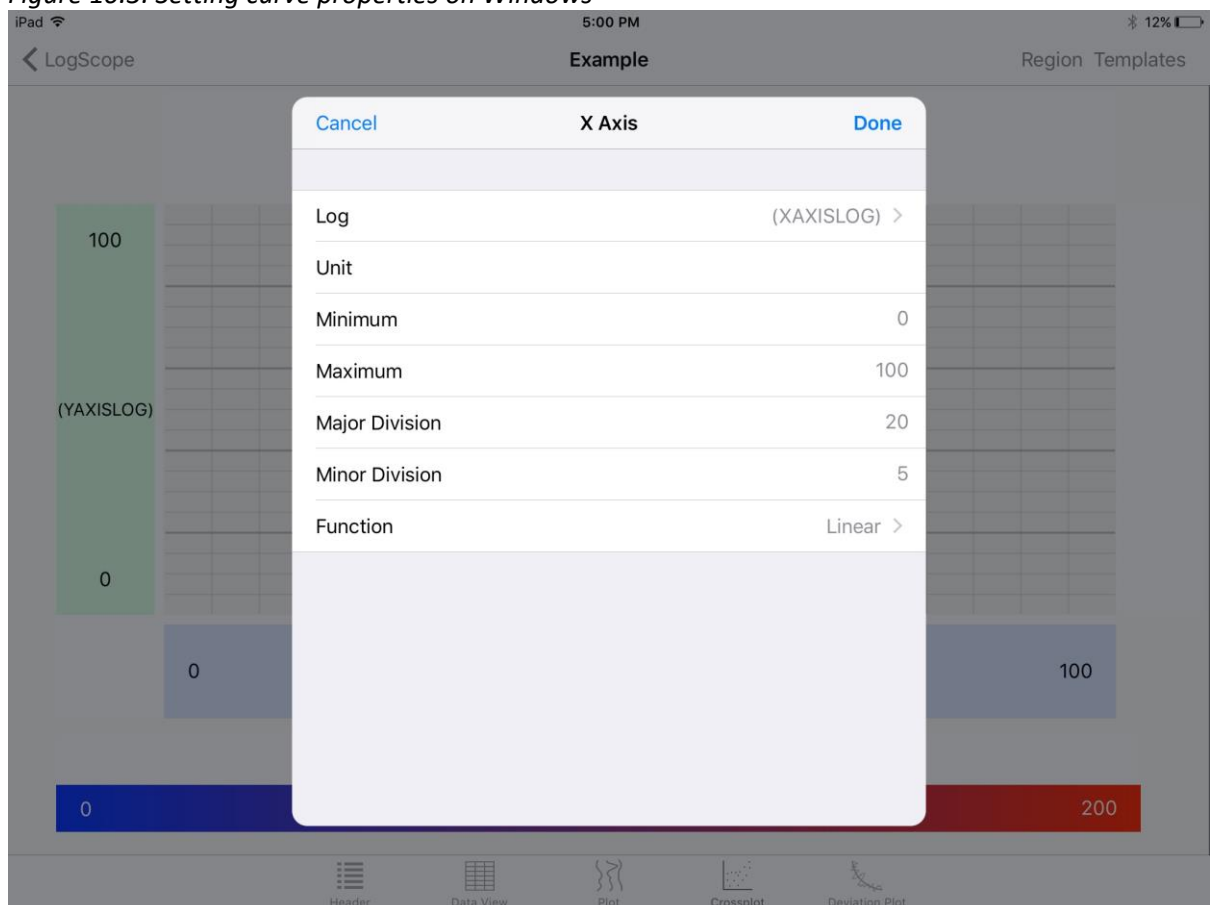 Figure 10.3: Setting curve properties on Windows
iPad 5:00 PM 12%
LogScope Example Region Templates
Cancel X Axis Done
Log (XAXISLOG)
100
Unit
Minimum 0
Maximum 100
(YAXISLOG)
Major Division 20
Minor Division 5
Function Linear
0
0 100
0 200
Header Data View Plot Crossplot Deviation Plot